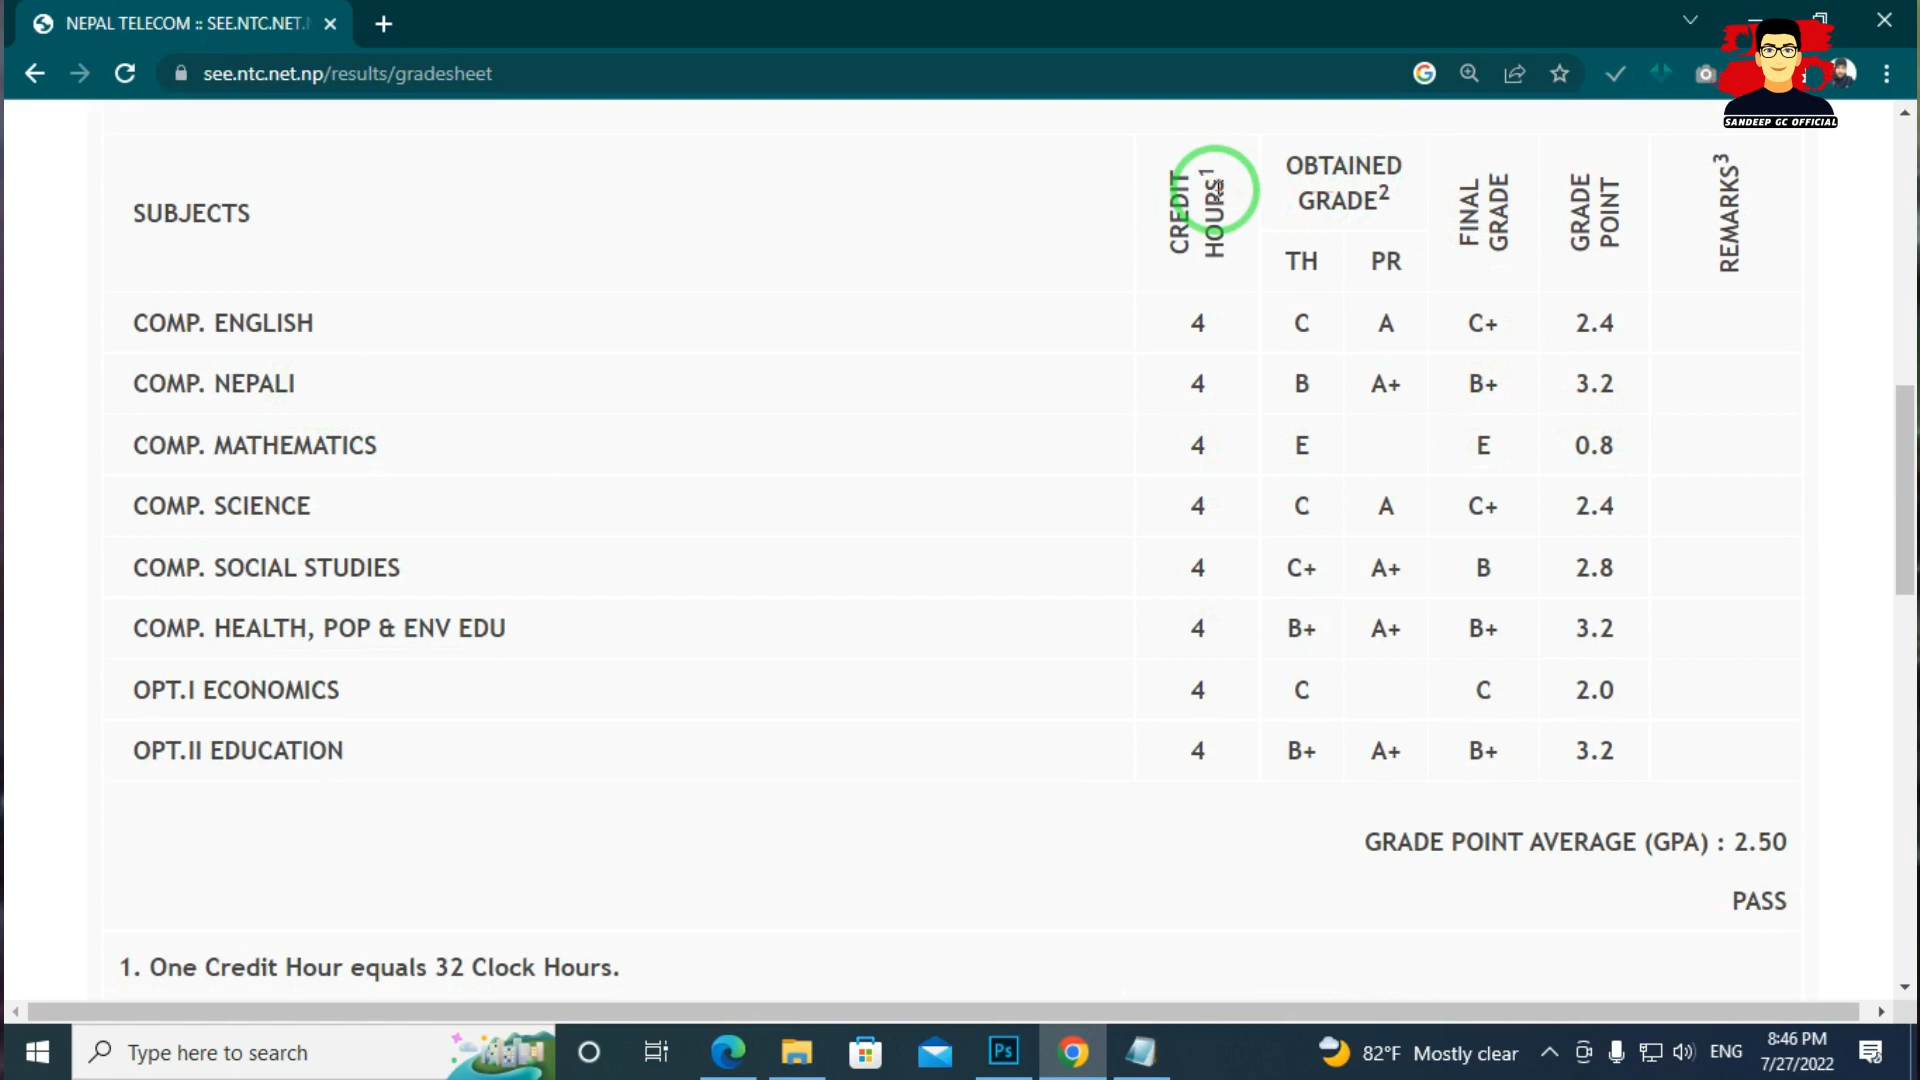 NEPAL TELECOM :: SEE.NTC.NET.
see.ntc.net.np/results/gradesheet
SANDEEP GC OFFICIAL
SUBJECTS
CREDIT HOURS¹
OBTAINED GRADE²
TH PR
FINAL GRADE
GRADE POINT
REMARKS³
COMP. ENGLISH 4 C A C+ 2.4
COMP. NEPALI 4 B A+ B+ 3.2
COMP. MATHEMATICS 4 E E 0.8
COMP. SCIENCE 4 C A C+ 2.4
COMP. SOCIAL STUDIES 4 C+ A+ B 2.8
COMP. HEALTH, POP & ENV EDU 4 B+ A+ B+ 3.2
OPT.I ECONOMICS 4 C C 2.0
OPT.II EDUCATION 4 B+ A+ B+ 3.2
GRADE POINT AVERAGE (GPA) : 2.50
PASS
1. One Credit Hour equals 32 Clock Hours.
Type here to search
Ps
82°F Mostly clear
ENG
8:46 PM
7/27/2022